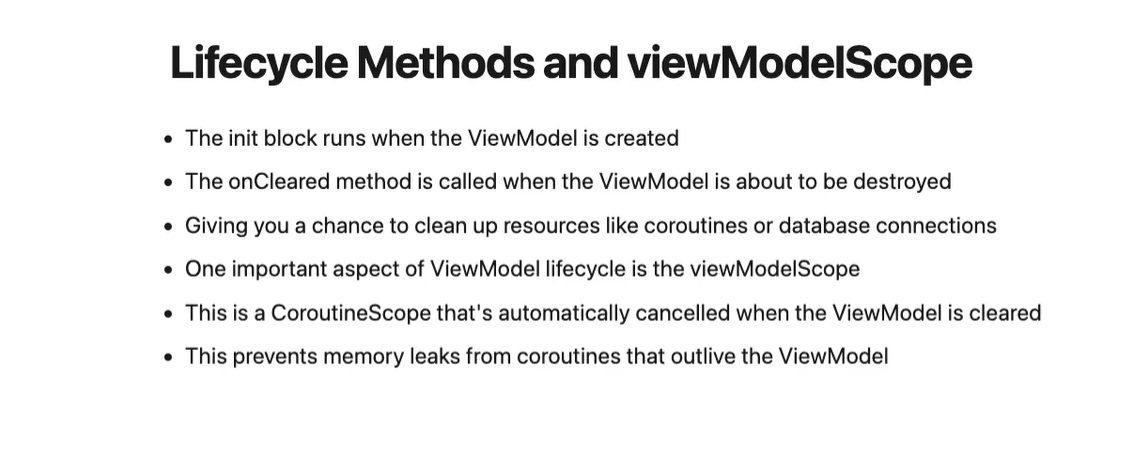 Lifecycle Methods and viewModelScope
• The init block runs when the ViewModel is created
• The onCleared method is called when the ViewModel is about to be destroyed
• Giving you a chance to clean up resources like coroutines or database connections
• One important aspect of ViewModel lifecycle is the viewModelScope
• This is a CoroutineScope that's automatically cancelled when the ViewModel is cleared
• This prevents memory leaks from coroutines that outlive the ViewModel